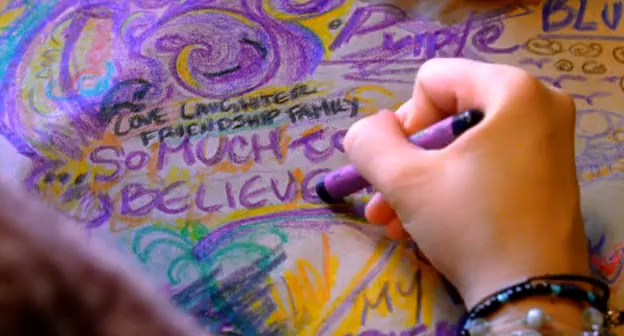 BLU
Purple
LOVE LAUGHTER
FRIENDSHIP FAMILY
SO MUCH TO
BELIEVE
MY